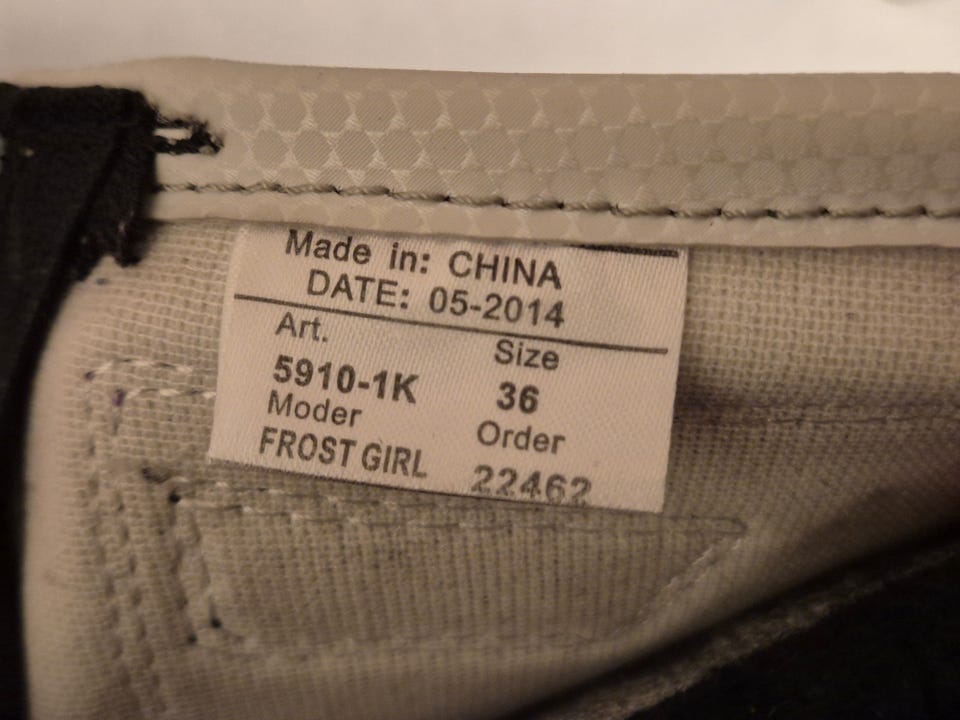 Made in: CHINA
DATE: 05-2014
Art. Size
5910-1K 36
Moder Order
FROST GIRL 22462